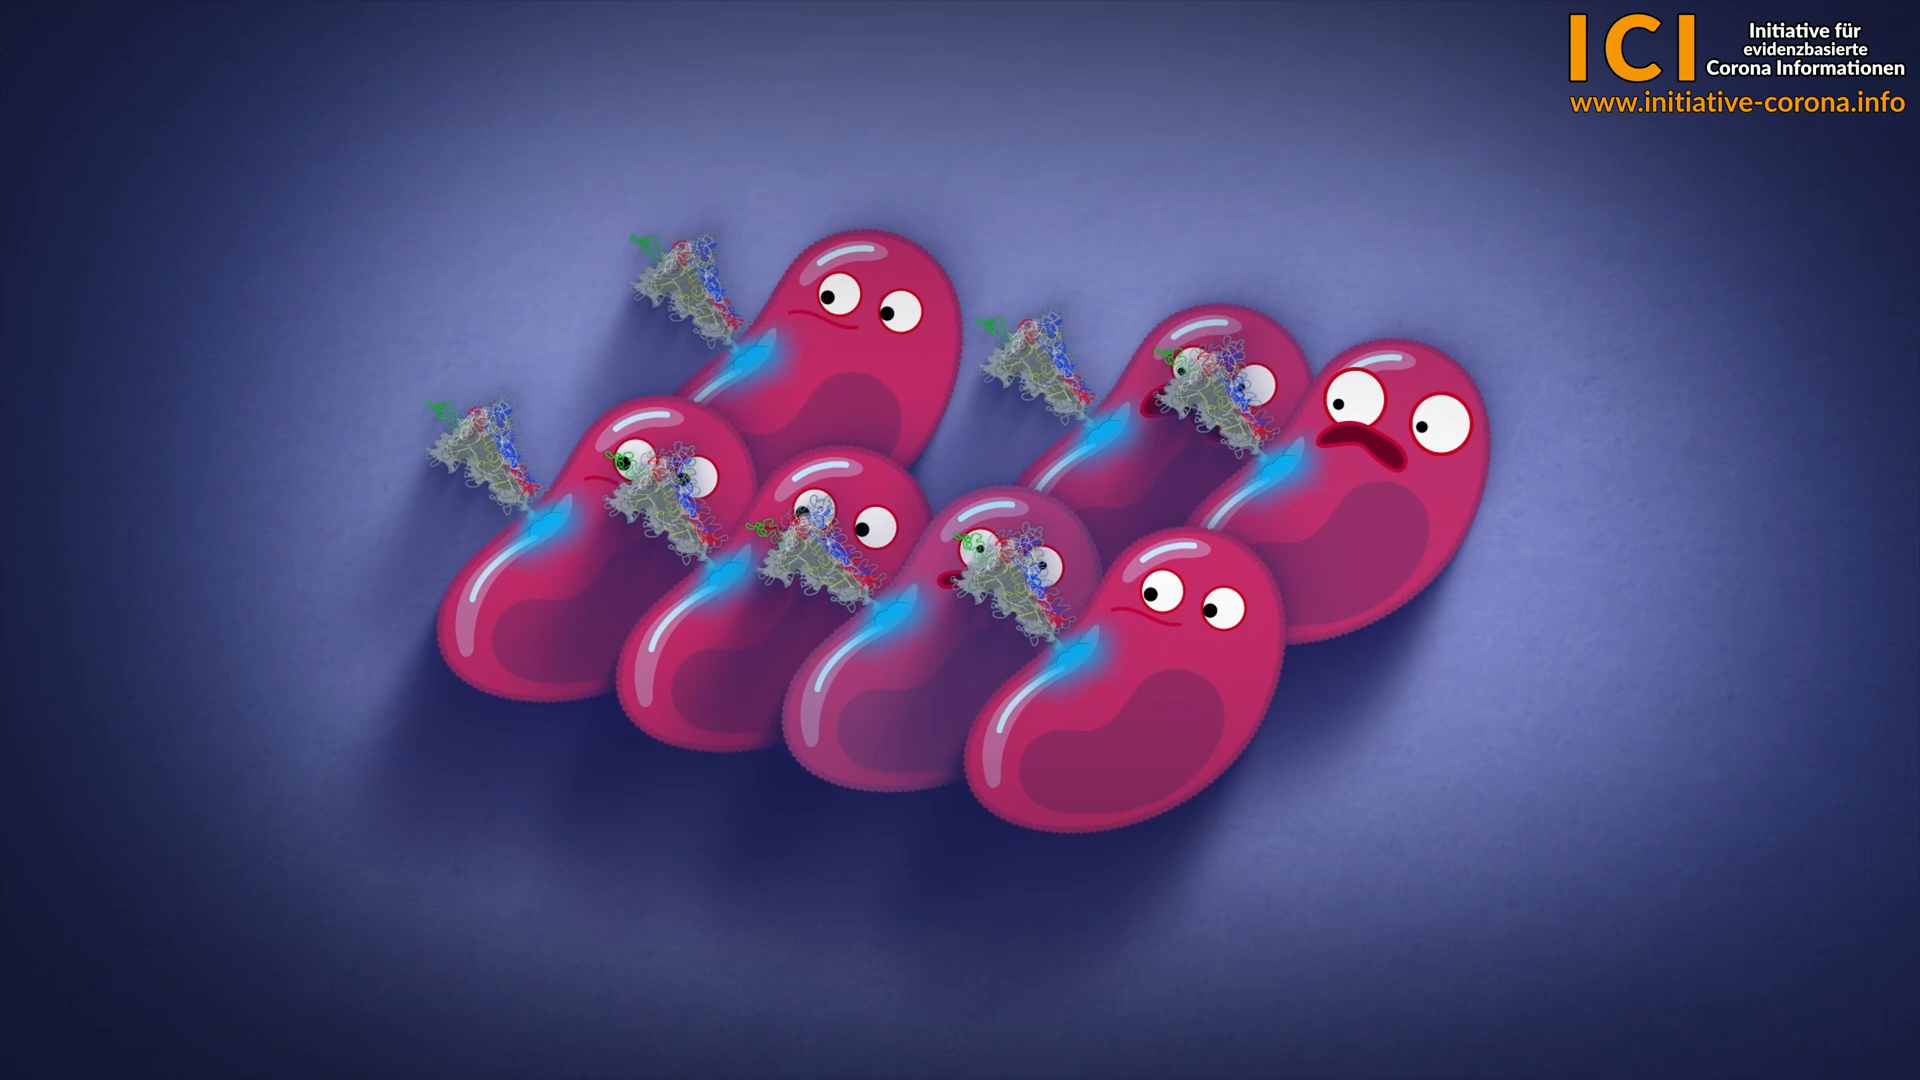 ICI
Initiative für
evidenzbasierte
Corona Informationen
www.initiative-corona.info